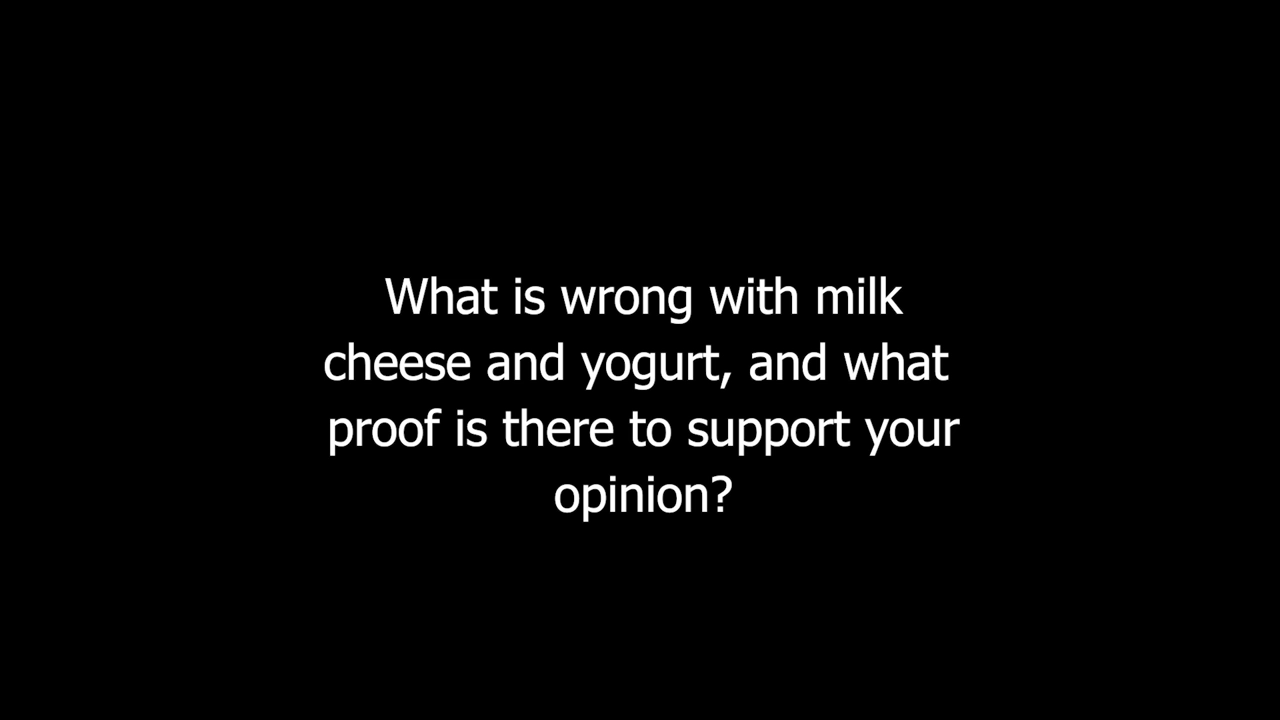 What is wrong with milk
cheese and yogurt, and what
proof is there to support your
opinion?